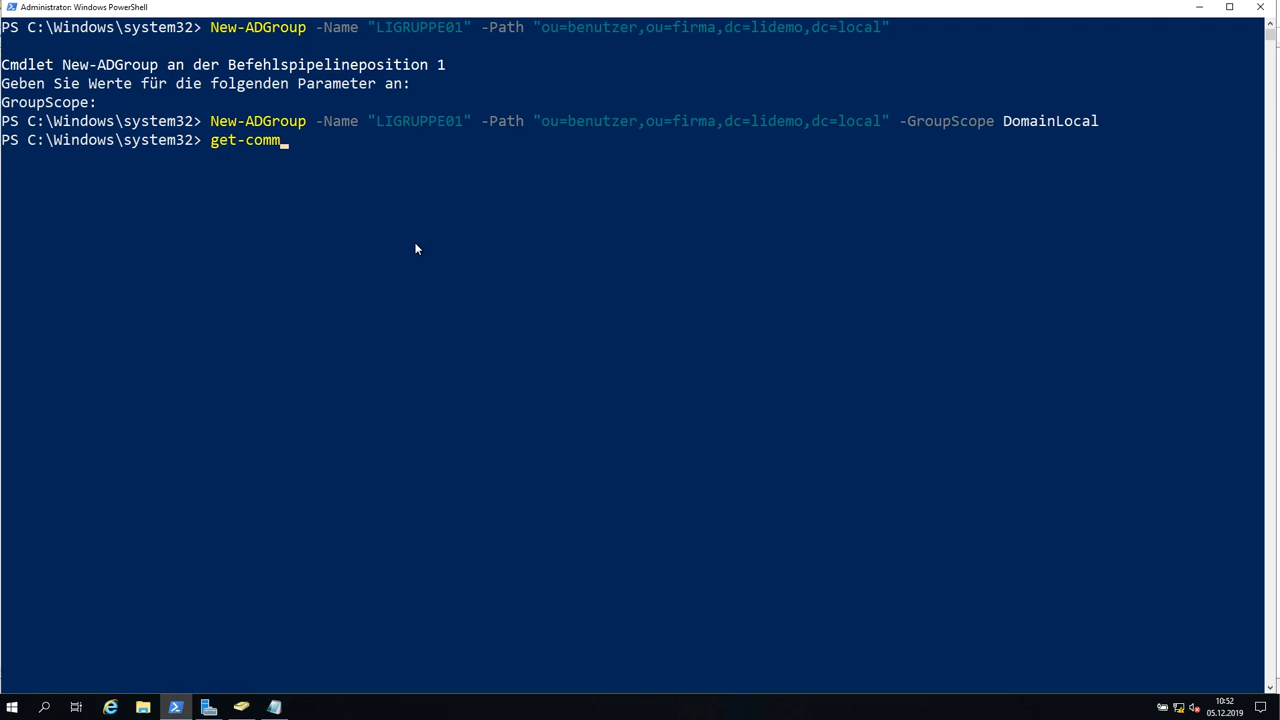 Administrator: Windows PowerShell
PS C:\Windows\system32> New-ADGroup -Name "LIGRUPPE01" -Path "ou=benutzer,ou=firma,dc=lidemo,dc=local"
Cmdlet New-ADGroup an der Befehlspipelineposition 1
Geben Sie Werte für die folgenden Parameter an:
GroupScope:
PS C:\Windows\system32> New-ADGroup -Name "LIGRUPPE01" -Path "ou=benutzer,ou=firma,dc=lidemo,dc=local" -GroupScope DomainLocal
PS C:\Windows\system32> get-comm_
10:52
05.12.2019